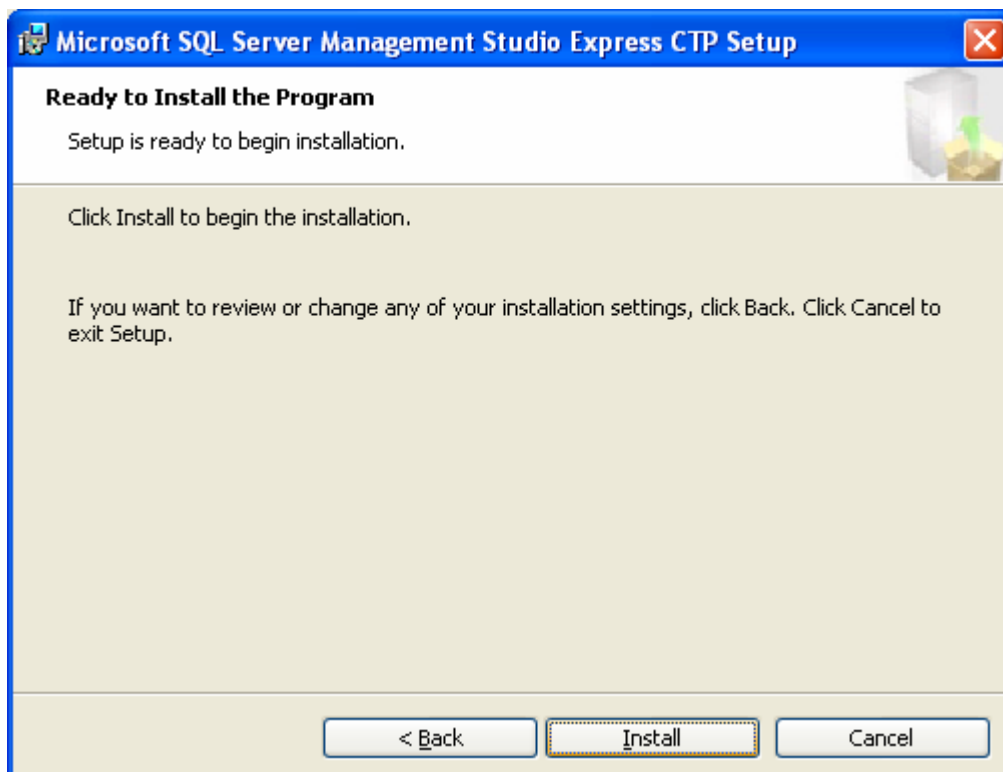 Microsoft SQL Server Management Studio Express CTP Setup
Ready to Install the Program
Setup is ready to begin installation.
Click Install to begin the installation.
If you want to review or change any of your installation settings, click Back. Click Cancel to
exit Setup.
< Back
Install
Cancel